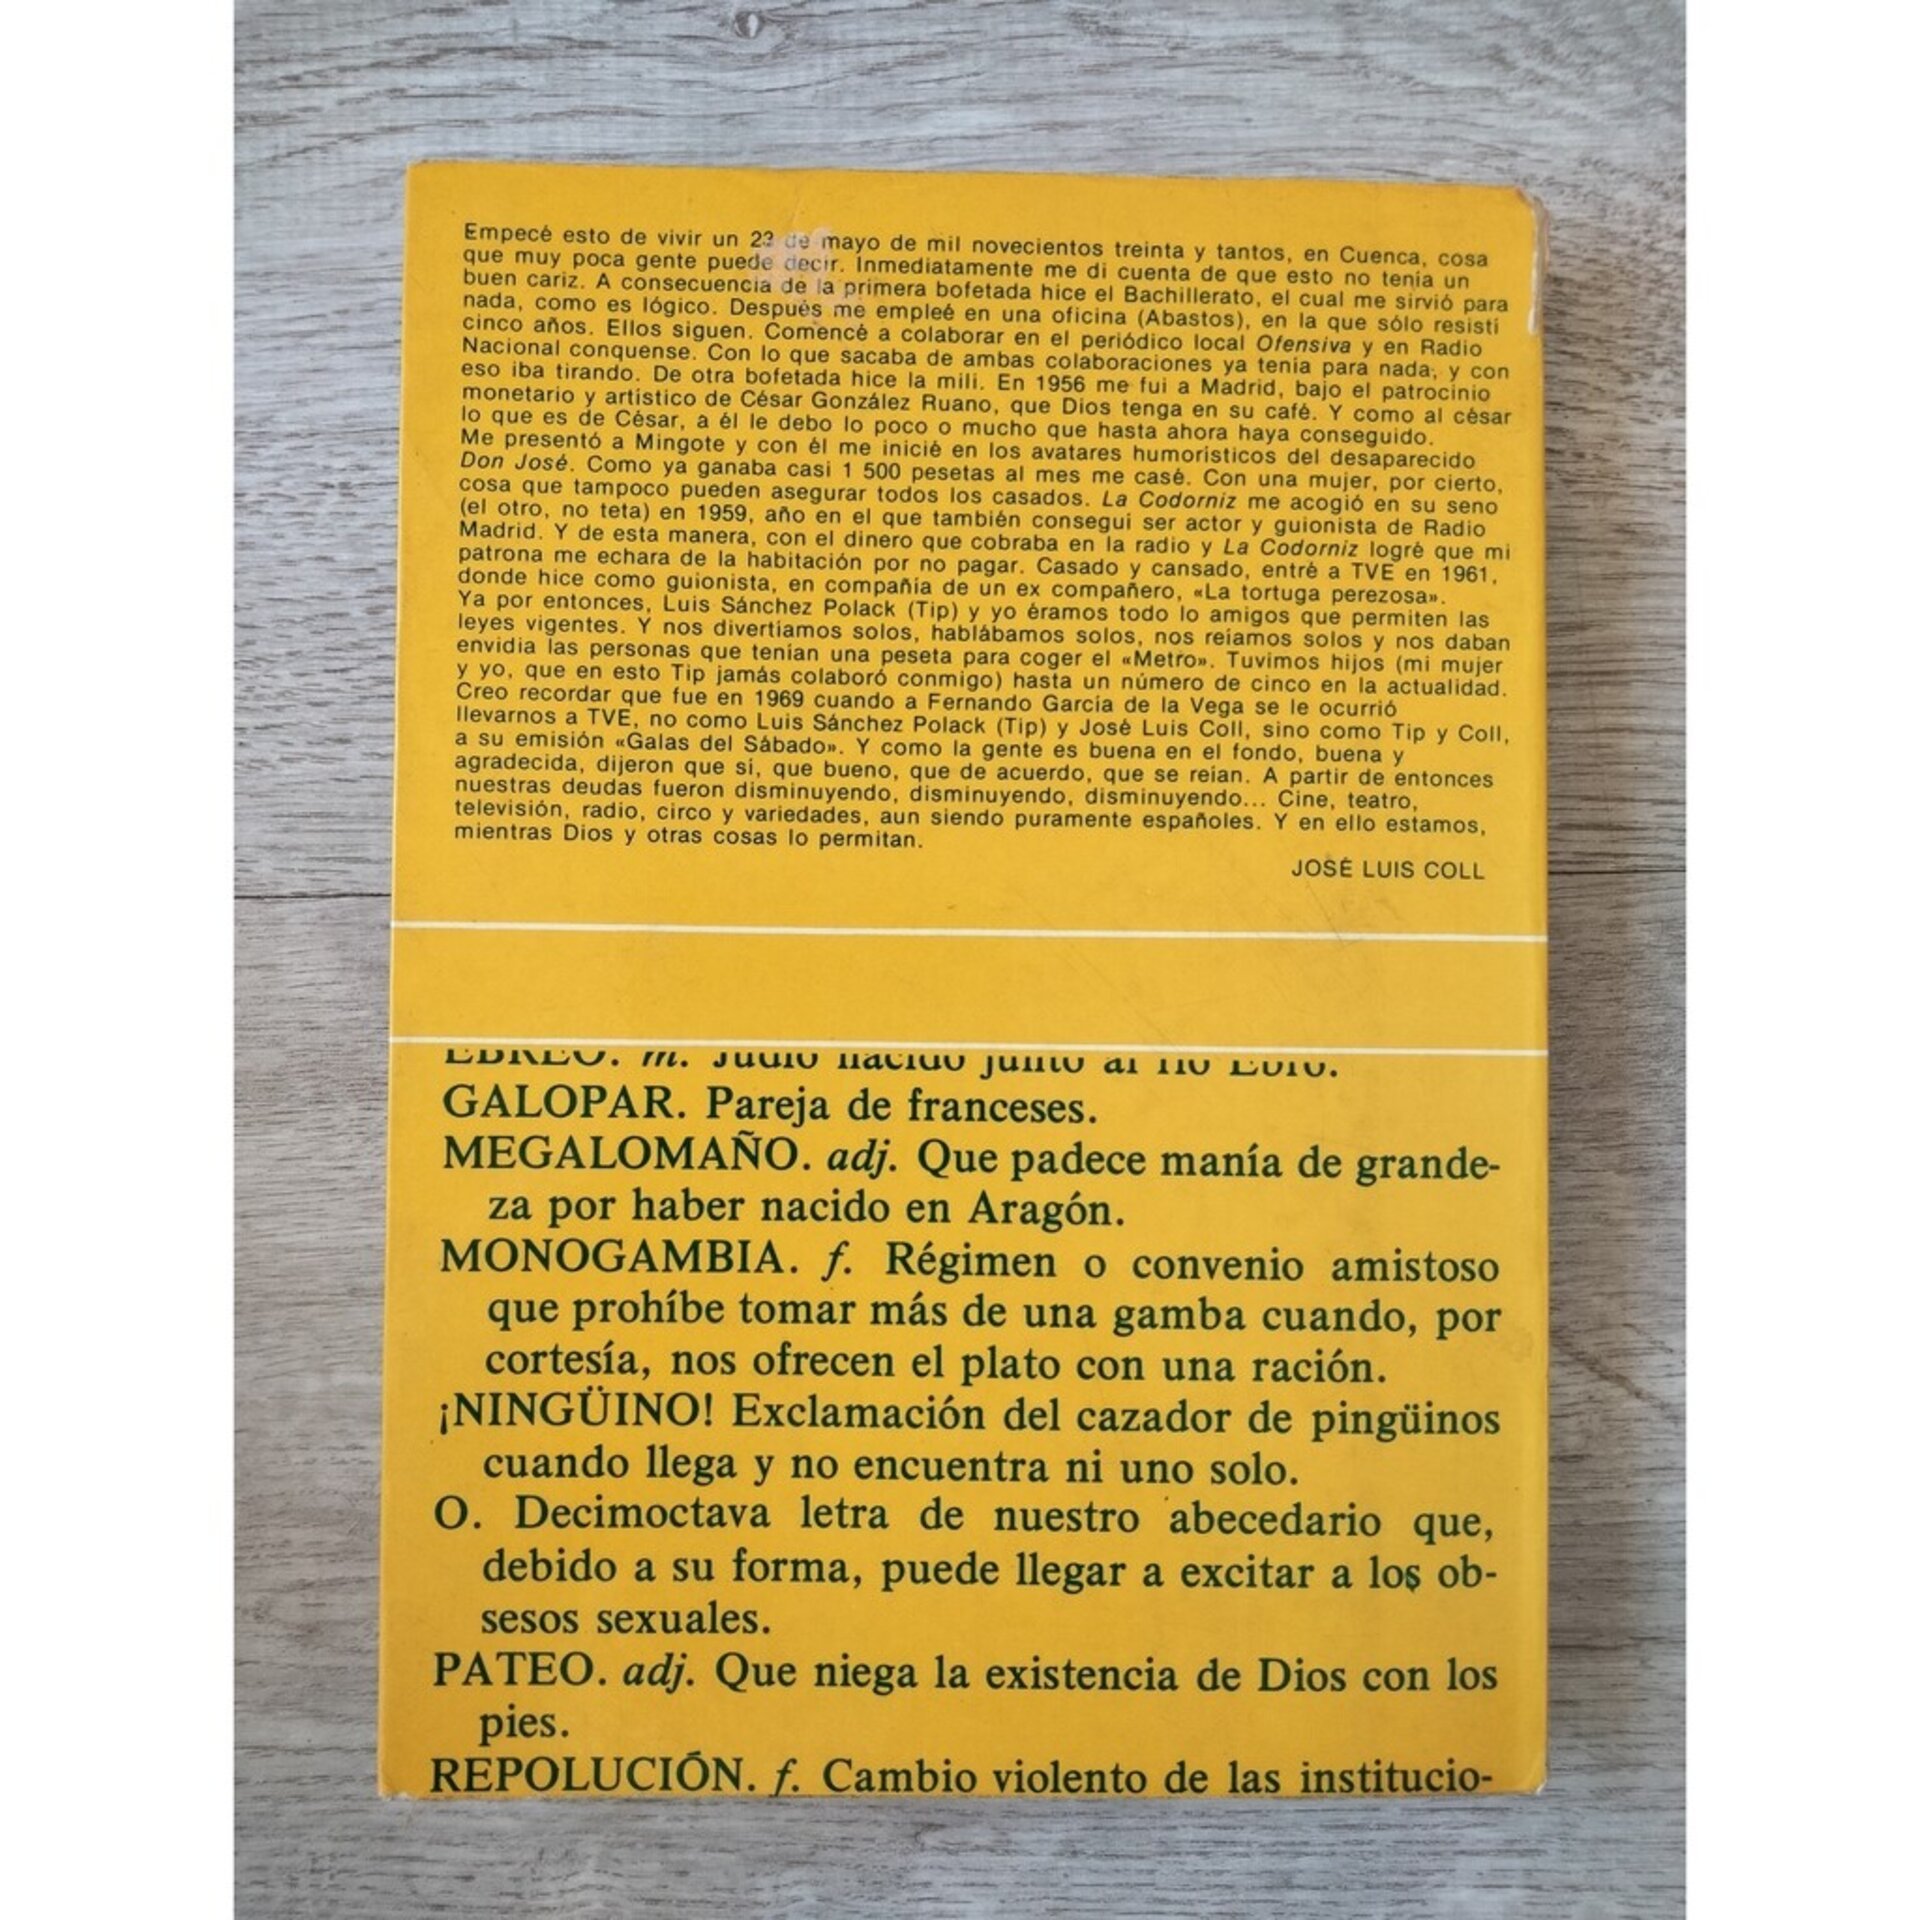 Empecé esto de vivir un 23 de mayo de mil novecientos treinta y tantos, en Cuenca, cosa
que muy poca gente puede decir. Inmediatamente me di cuenta de que esto no tenía un
buen cariz. A consecuencia de la primera bofetada hice el Bachillerato, el cual me sirvió para
nada, como es lógico. Después me empleé en una oficina (Abastos), en la que sólo resistí
cinco años. Ellos siguen. Comencé a colaborar en el periódico local Ofensiva y en Radio
Nacional conquense. Con lo que sacaba de ambas colaboraciones ya tenía para nada, y con
eso iba tirando. De otra bofetada hice la mili. En 1956 me fui a Madrid, bajo el patrocinio
monetario y artístico de César González Ruano, que Dios tenga en su café. Y como al césar
lo que es de César, a él le debo lo poco o mucho que hasta ahora haya conseguido.
Me presentó a Mingote y con él me inicié en los avatares humorísticos del desaparecido
Don José. Como ya ganaba casi 1 500 pesetas al mes me casé. Con una mujer, por cierto,
cosa que tampoco pueden asegurar todos los casados. La Codorniz me acogió en su seno
(el otro, no teta) en 1959, año en el que también conseguí ser actor y guionista de Radio
Madrid. Y de esta manera, con el dinero que cobraba en la radio y La Codorniz logré que mi
patrona me echara de la habitación por no pagar. Casado y cansado, entré a TVE en 1961,
donde hice como guionista, en compañía de un ex compañero, «La tortuga perezosa».
Ya por entonces, Luis Sánchez Polack (Tip) y yo éramos todo lo amigos que permiten las
leyes vigentes. Y nos divertíamos solos, hablábamos solos, nos reíamos solos y nos daban
envidia las personas que tenían una peseta para coger el «Metro». Tuvimos hijos (mi mujer
y yo, que en esto Tip jamás colaboró conmigo) hasta un número de cinco en la actualidad.
Creo recordar que fue en 1969 cuando a Fernando García de la Vega se le ocurrió
llevarnos a TVE, no como Luis Sánchez Polack (Tip) y José Luis Coll, sino como Tip y Coll,
a su emisión «Galas del Sábado». Y como la gente es buena en el fondo, buena y
agradecida, dijeron que sí, que bueno, que de acuerdo, que se reían. A partir de entonces
nuestras deudas fueron disminuyendo, disminuyendo, disminuyendo... Cine, teatro,
televisión, radio, circo y variedades, aun siendo puramente españoles. Y en ello estamos,
mientras Dios y otras cosas lo permitan.
JOSÉ LUIS COLL
EBREO. m. Judío nacido junto al río Ebro.
GALOPAR. Pareja de franceses.
MEGALOMAÑO. adj. Que padece manía de grande-
za por haber nacido en Aragón.
MONOGAMBIA. f. Régimen o convenio amistoso
que prohíbe tomar más de una gamba cuando, por
cortesía, nos ofrecen el plato con una ración.
¡NINGÜINO! Exclamación del cazador de pingüinos
cuando llega y no encuentra ni uno solo.
O. Decimoctava letra de nuestro abecedario que,
debido a su forma, puede llegar a excitar a los ob-
sesos sexuales.
PATEO. adj. Que niega la existencia de Dios con los
pies.
REPOLUCIÓN. f. Cambio violento de las institucio-